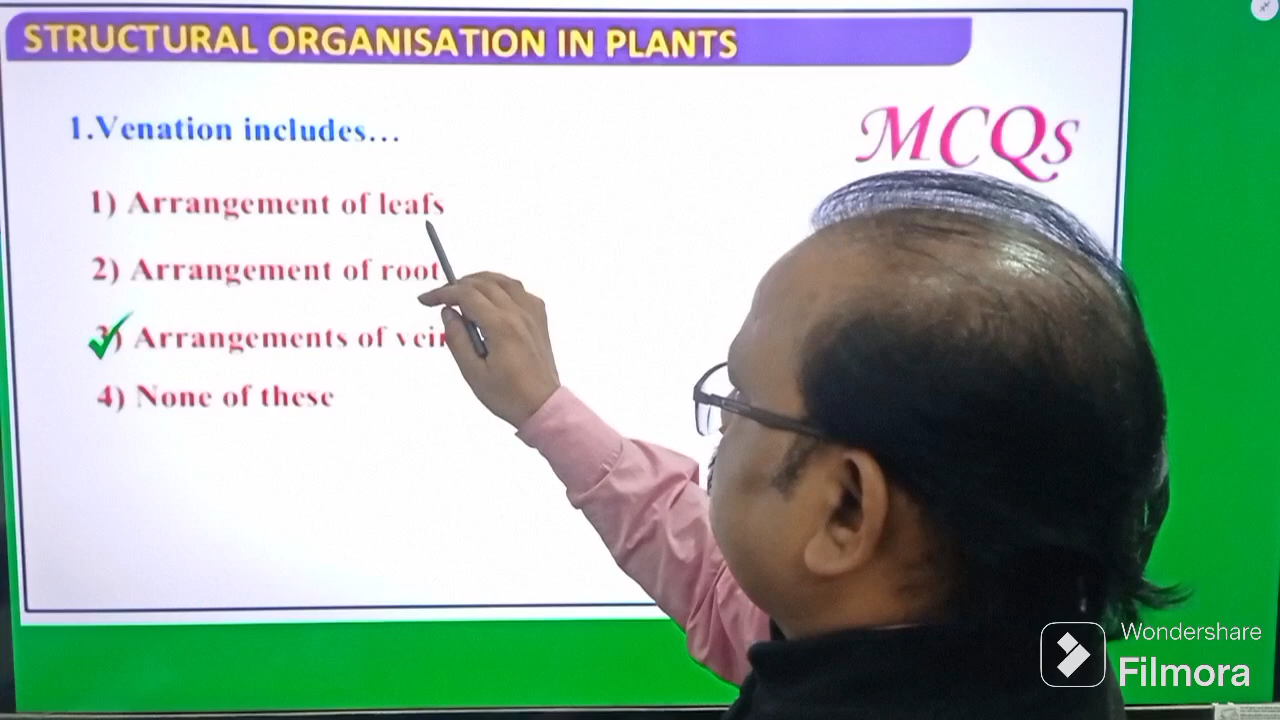 STRUCTURAL ORGANISATION IN PLANTS
1.Venation includes...
MCQs
1) Arrangement of leafs
2) Arrangement of root
3) Arrangements of
4) None of these
Wondershare
Filmora